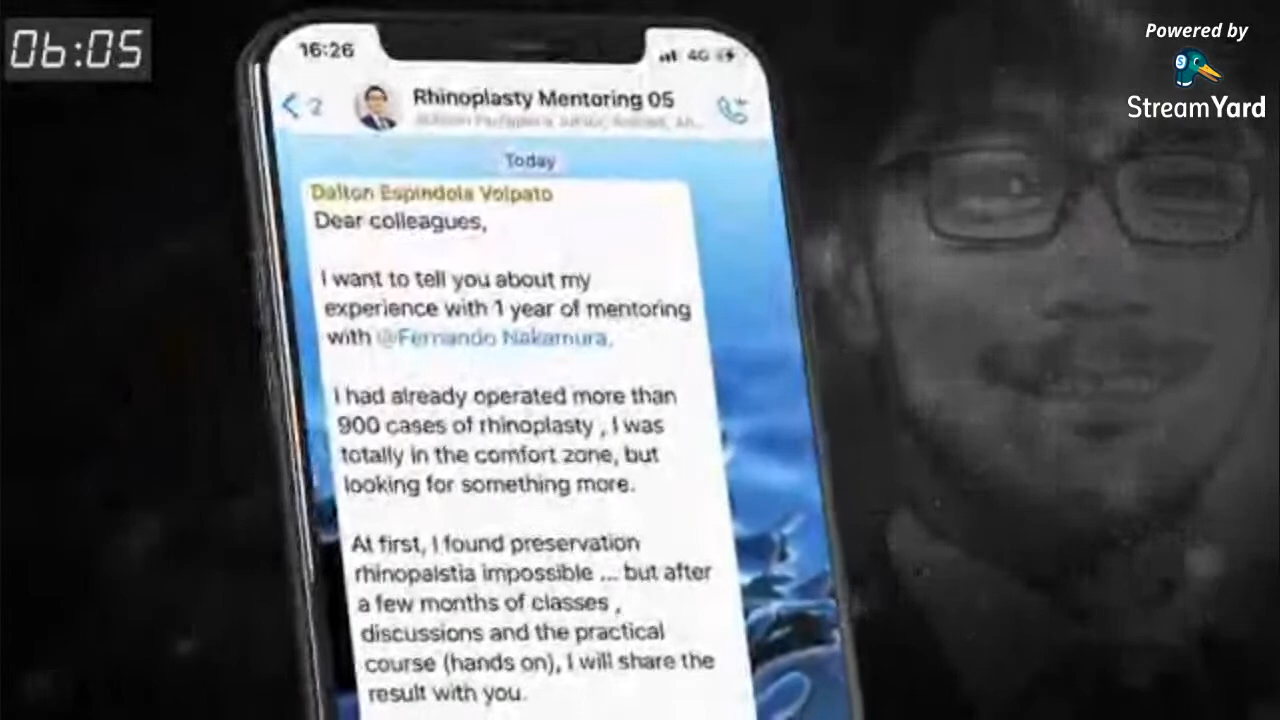 06:05
Powered by
StreamYard
16:26
4G
2
Rhinoplasty Mentoring 05
Today
Dalton Espindola Volpato
Dear colleagues,
I want to tell you about my
experience with 1 year of mentoring
with @Fernando Nakamura.
I had already operated more than
900 cases of rhinoplasty , I was
totally in the comfort zone, but
looking for something more.
At first, I found preservation
rhinopalstia impossible ... but after
a few months of classes ,
discussions and the practical
course (hands on), I will share the
result with you.